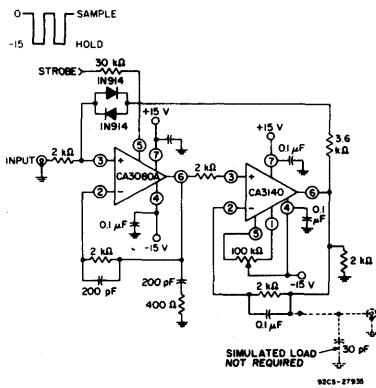 0 SAMPLE
-15 HOLD
30 kΩ
STROBE
1N914
1N914
+15 V
+15 V
0.1 μF
3.6
kΩ
2 kΩ
INPUT
5
7
3
+
CA3080A
2
−
6
4
2 kΩ
7
3
+
CA3140
2
−
6
4
5
1
0.1
μF
0.1
μF
-15 V
100 kΩ
-15 V
2 kΩ
2 kΩ
200 pF
200 pF
400
Ω
2 kΩ
0.1 μF
30 pF
SIMULATED LOAD
NOT REQUIRED
92CS-27935